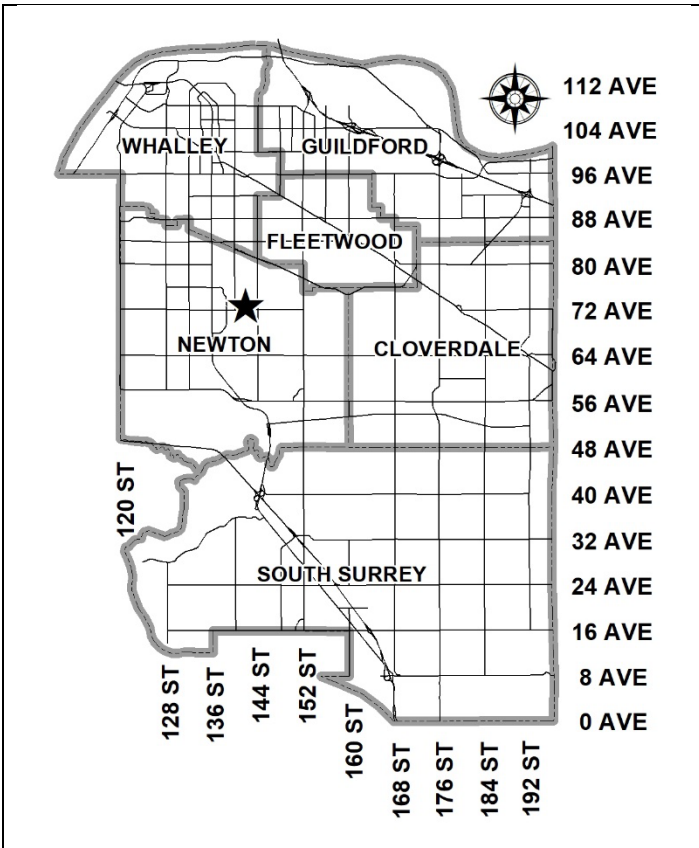 112 AVE
104 AVE
WHALLEY
GUILDFORD
96 AVE
88 AVE
FLEETWOOD
80 AVE
72 AVE
NEWTON
CLOVERDALE
64 AVE
56 AVE
48 AVE
120 ST
40 AVE
32 AVE
SOUTH SURREY
24 AVE
16 AVE
128 ST
136 ST
144 ST
152 ST
160 ST
8 AVE
0 AVE
168 ST
176 ST
184 ST
192 ST